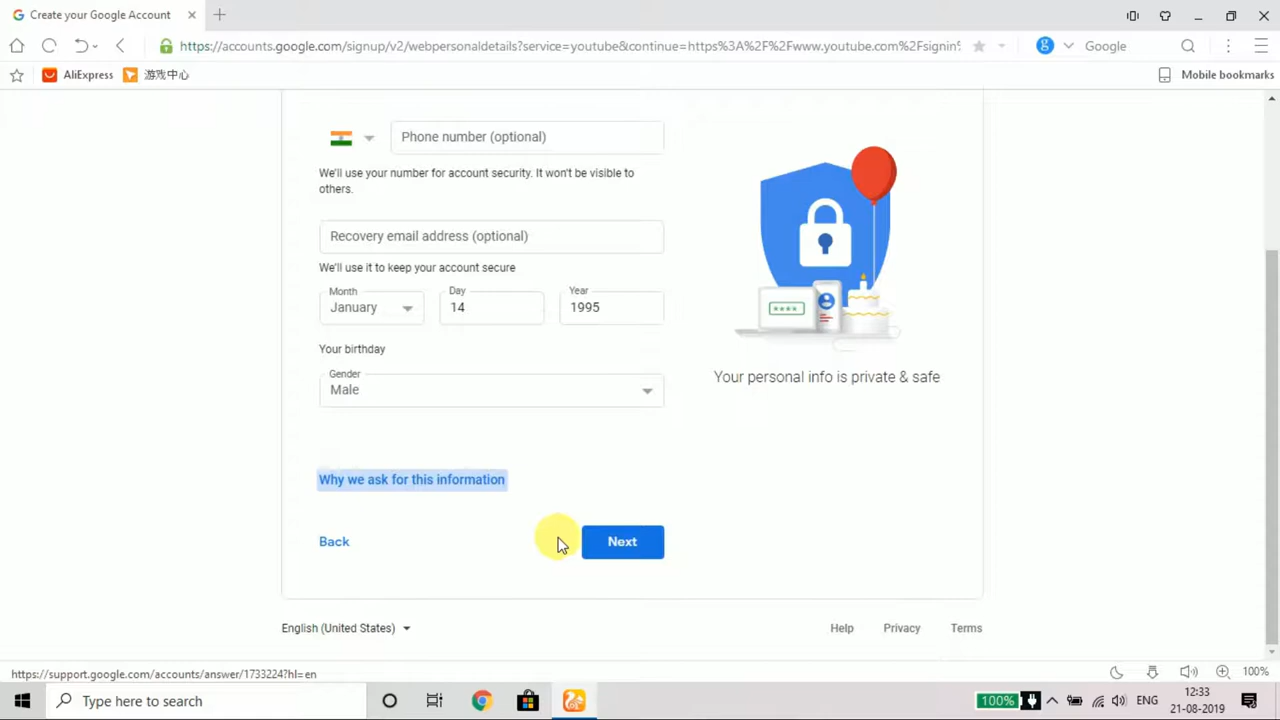 Create your Google Account
https://accounts.google.com/signup/v2/webpersonaldetails?service=youtube&continue=https%3A%2F%2Fwww.youtube.com%2Fsignin%
Google
AliExpress
游戏中心
Mobile bookmarks
Phone number (optional)
We'll use your number for account security. It won't be visible to
others.
Recovery email address (optional)
We'll use it to keep your account secure
Month
Day
Year
January
14
1995
Your birthday
Gender
Male
Your personal info is private & safe
****
Why we ask for this information
Back
Next
English (United States)
Help
Privacy
Terms
https://support.google.com/accounts/answer/1733224?hl=en
100%
Type here to search
100%
ENG
12:33
21-08-2019